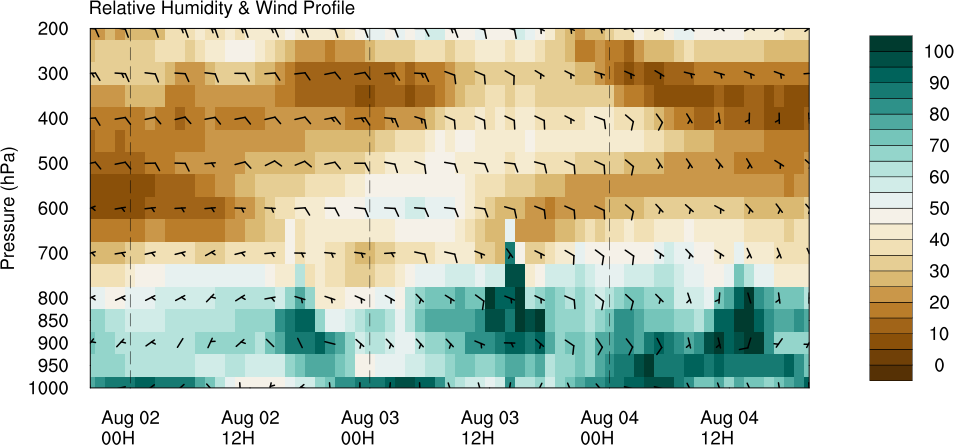 Relative Humidity & Wind Profile
200
300
400
500
600
700
800
850
900
950
1000
Pressure (hPa)
Aug 02
00H
Aug 02
12H
Aug 03
00H
Aug 03
12H
Aug 04
00H
Aug 04
12H
100
90
80
70
60
50
40
30
20
10
0